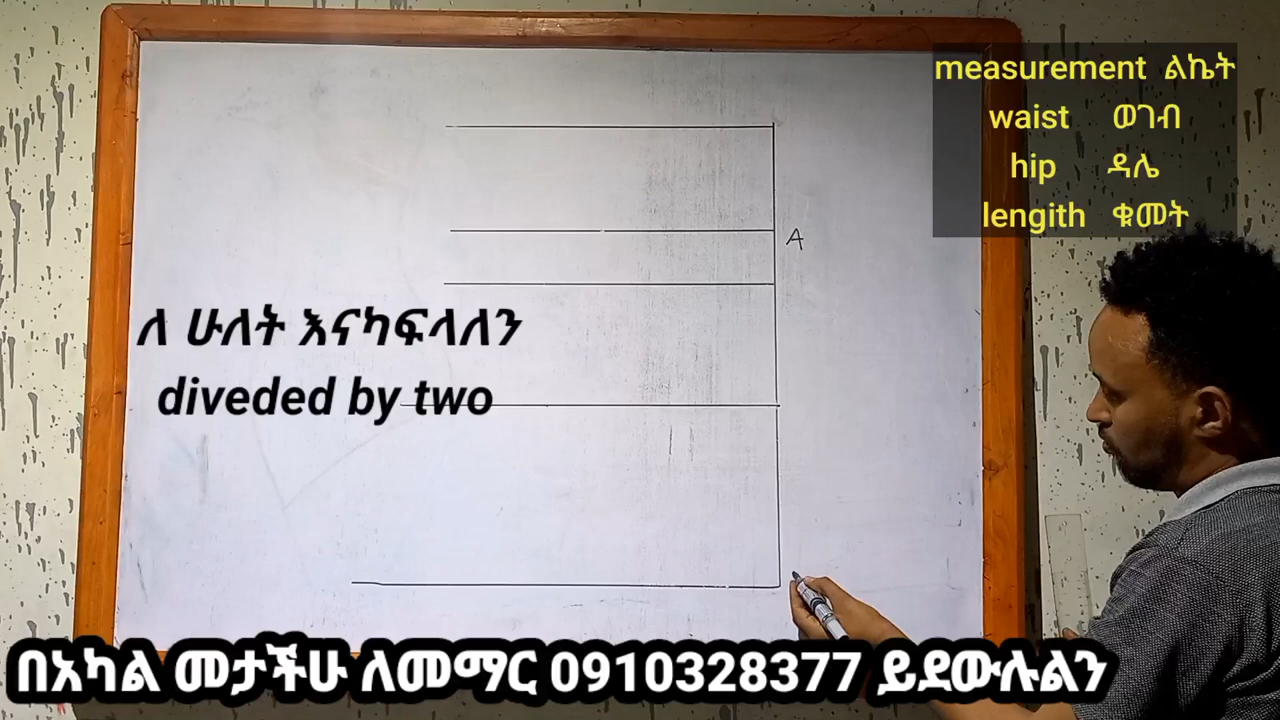 measurement ልኬት
waist ወገብ
hip ዳሌ
lengith ቁመት
A
ለ ሁለት እናካፍላለን
diveded by two
በአካል መታችሁ ለመማር 0910328377 ይደውሉልን